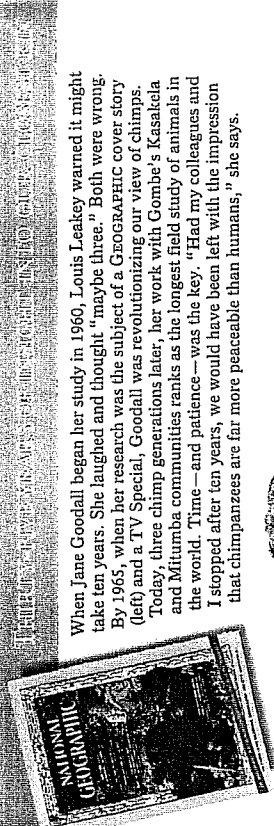 THIRTY-FIVE YEARS
When Jane Goodall began her study in 1960, Louis Leakey warned it might
take ten years. She laughed and thought “maybe three.” Both were wrong.
By 1965, when her research was the subject of a GEOGRAPHIC cover story
(left) and a TV Special, Goodall was revolutionizing our view of chimps.
Today, three chimp generations later, her work with Gombe's Kasakela
and Mitumba communities ranks as the longest field study of animals in
the world. Time—and patience—was the key. “Had my colleagues and
I stopped after ten years, we would have been left with the impression
that chimpanzees are far more peaceable than humans,” she says.
NATIONAL
GEOGRAPHIC